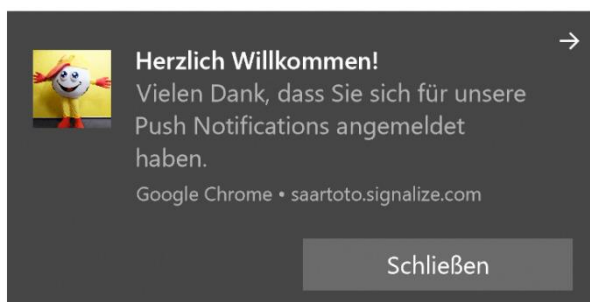 Herzlich Willkommen!
Vielen Dank, dass Sie sich für unsere
Push Notifications angemeldet
haben.
Google Chrome • saartoto.signalize.com
Schließen